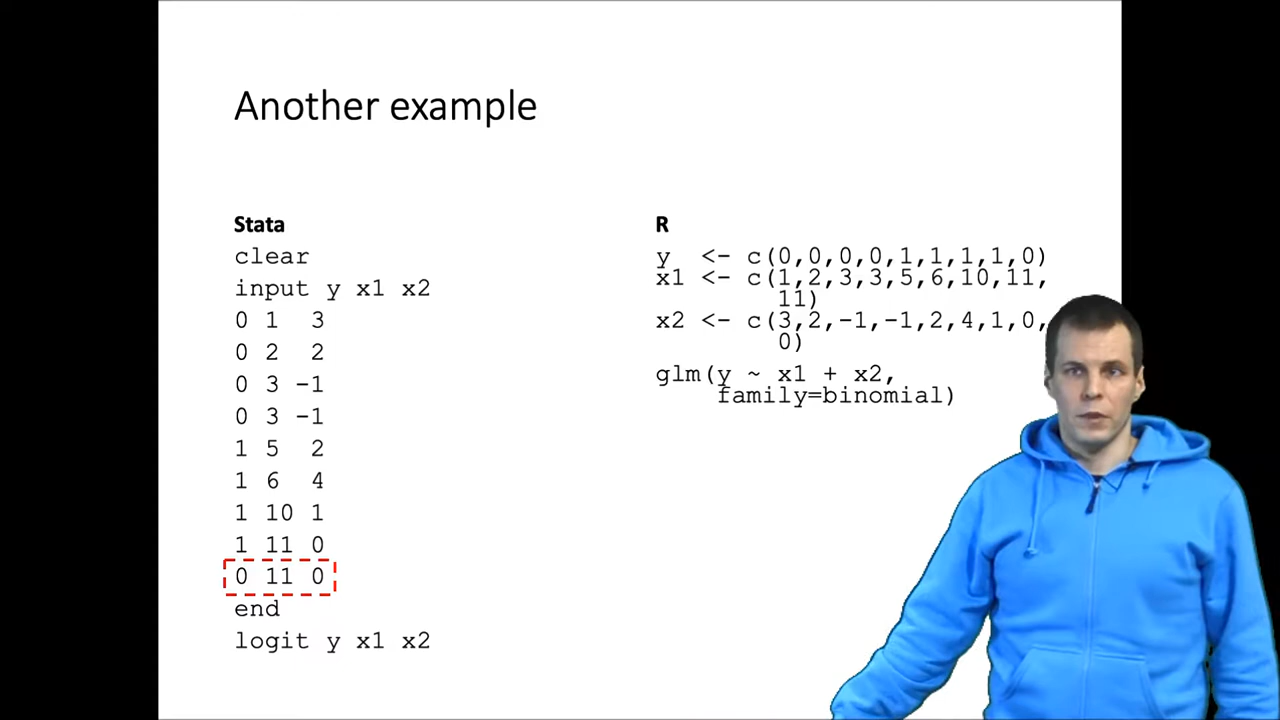 Another example
Stata
clear
input y x1 x2
0 1 3
0 2 2
0 3 -1
0 3 -1
1 5 2
1 6 4
1 10 1
1 11 0
0 11 0
end
logit y x1 x2
R
y <- c(0,0,0,0,1,1,1,1,0)
x1 <- c(1,2,3,3,5,6,10,11,
11)
x2 <- c(3,2,-1,-1,2,4,1,0,
0)
glm(y ~ x1 + x2,
family=binomial)